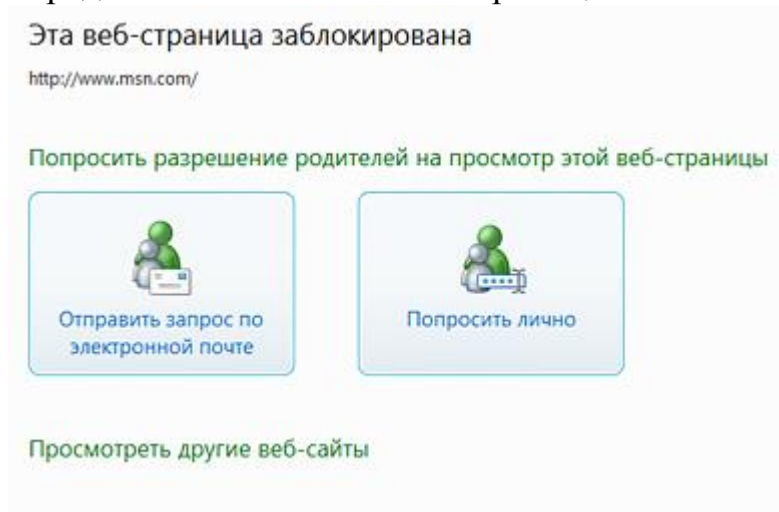 Эта веб-страница заблокирована
http://www.msn.com/
Попросить разрешение родителей на просмотр этой веб-страницы
Отправить запрос по
электронной почте
Попросить лично
Просмотреть другие веб-сайты